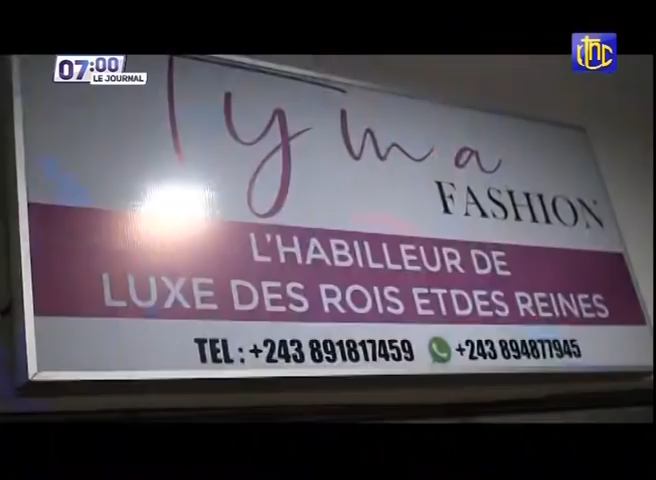 07:00
LE JOURNAL
Tyma
FASHION
L'HABILLEUR DE
LUXE DES ROIS ETDES REINES
TEL : +243 891817459 +243 894877945